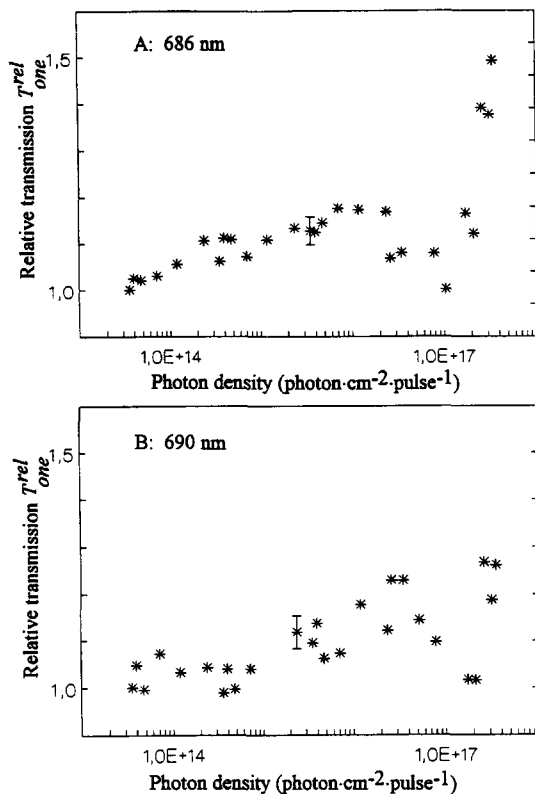 A: 686 nm
Relative transmission T_one^rel
1,5
1,0
1,0E+14 1,0E+17
Photon density (photon·cm⁻²·pulse⁻¹)
B: 690 nm
Relative transmission T_one^rel
1,5
1,0
1,0E+14 1,0E+17
Photon density (photon·cm⁻²·pulse⁻¹)